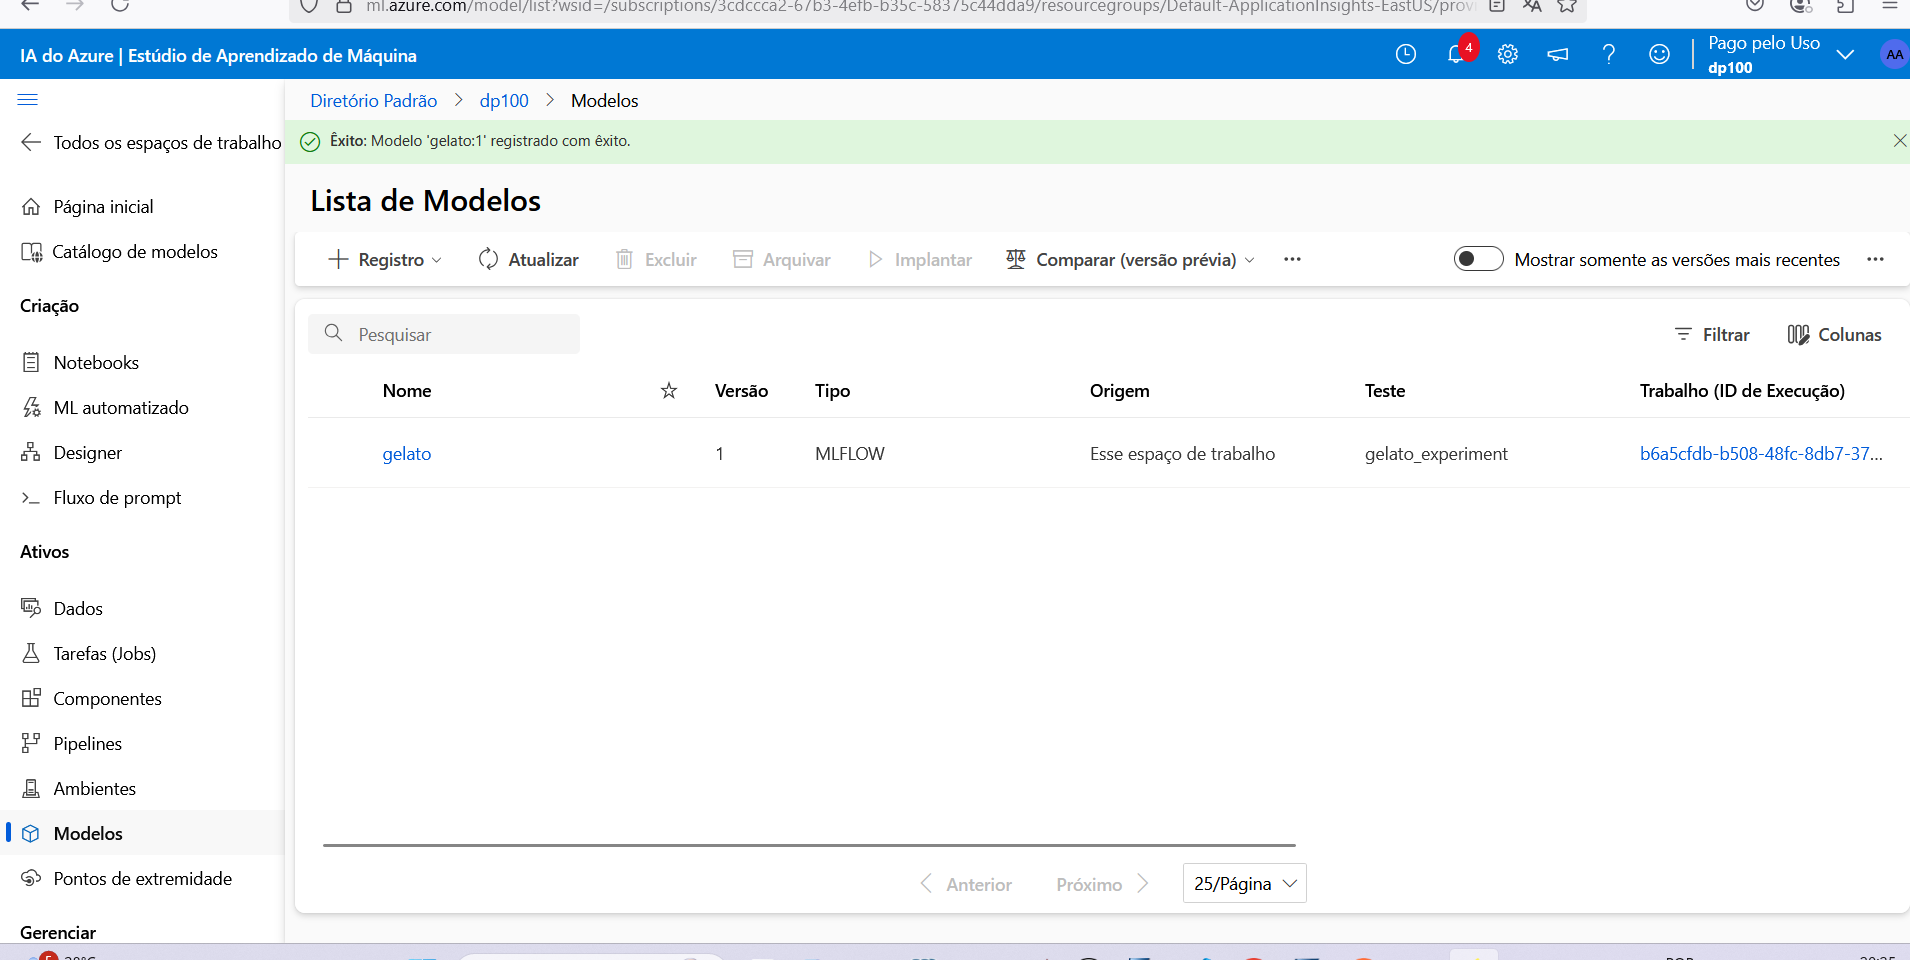 ml.azure.com/model/list?wsid=/subscriptions/3cdccca2-67b3-4efb-b35c-58375c44dda9/resourcegroups/Default-ApplicationInsights-EastUS/provi
IA do Azure | Estúdio de Aprendizado de Máquina
4
Pago pelo Uso
dp100
AA
Todos os espaços de trabalho
Página inicial
Catálogo de modelos
Criação
Notebooks
ML automatizado
Designer
Fluxo de prompt
Ativos
Dados
Tarefas (Jobs)
Componentes
Pipelines
Ambientes
Modelos
Pontos de extremidade
Gerenciar
Diretório Padrão > dp100 > Modelos
Êxito: Modelo 'gelato:1' registrado com êxito.
Lista de Modelos
Registro Atualizar Excluir Arquivar Implantar Comparar (versão prévia) ... Mostrar somente as versões mais recentes ...
Pesquisar Filtrar Colunas
Nome Versão Tipo Origem Teste Trabalho (ID de Execução)
gelato 1 MLFLOW Esse espaço de trabalho gelato_experiment b6a5cfdb-b508-48fc-8db7-37...
Anterior Próximo 25/Página